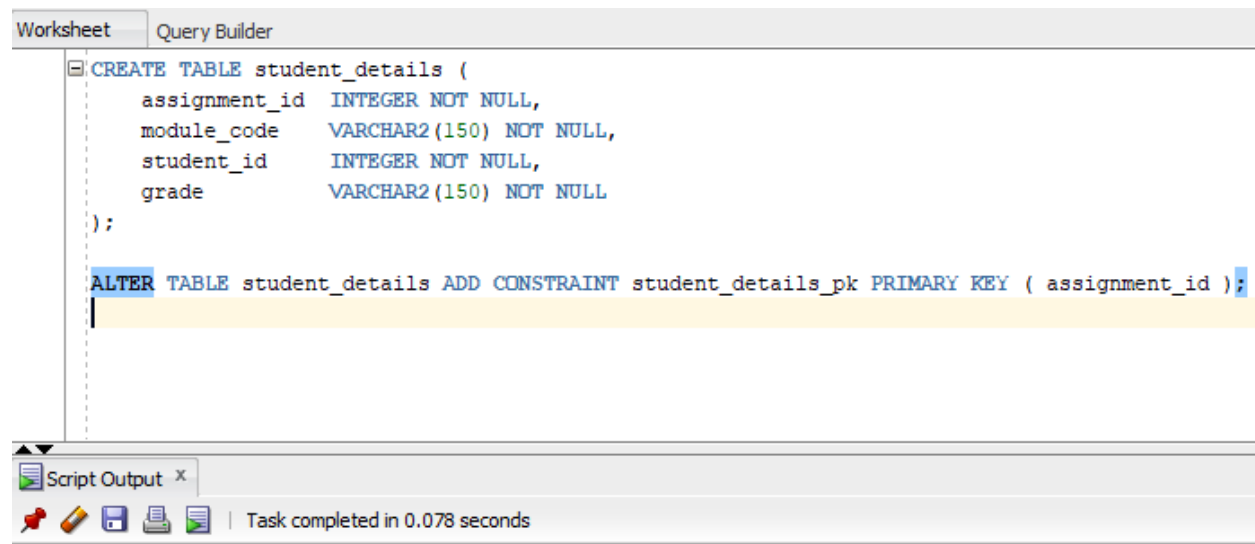 Worksheet Query Builder
CREATE TABLE student_details (
assignment_id INTEGER NOT NULL,
module_code VARCHAR2(150) NOT NULL,
student_id INTEGER NOT NULL,
grade VARCHAR2(150) NOT NULL
);
ALTER TABLE student_details ADD CONSTRAINT student_details_pk PRIMARY KEY ( assignment_id );
Script Output x
Task completed in 0.078 seconds